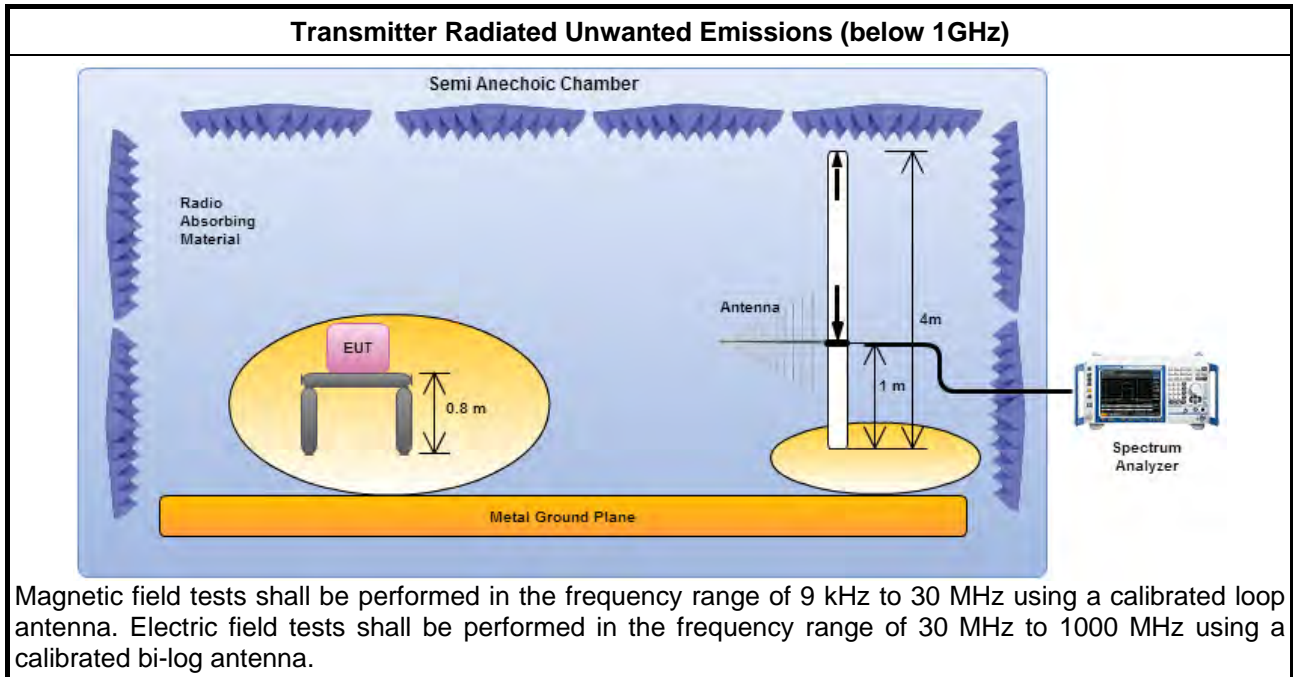 Transmitter Radiated Unwanted Emissions (below 1GHz)
Semi Anechoic Chamber
Radio
Absorbing
Material
Antenna
4m
EUT
1 m
0.8 m
Spectrum
Analyzer
Metal Ground Plane
Magnetic field tests shall be performed in the frequency range of 9 kHz to 30 MHz using a calibrated loop
antenna. Electric field tests shall be performed in the frequency range of 30 MHz to 1000 MHz using a
calibrated bi-log antenna.